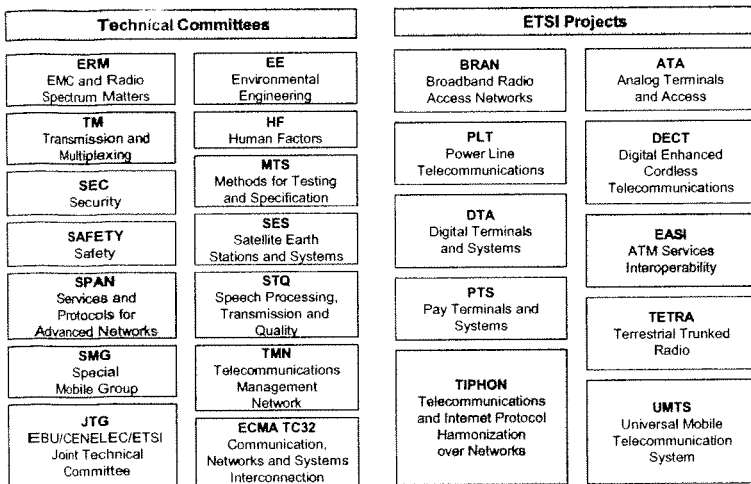 Technical Committees
ERM
EMC and Radio
Spectrum Matters
TM
Transmission and
Multiplexing
SEC
Security
SAFETY
Safety
SPAN
Services and
Protocols for
Advanced Networks
SMG
Special
Mobile Group
JTG
EBU/CENELEC/ETSI
Joint Technical
Committee
EE
Environmental
Engineering
HF
Human Factors
MTS
Methods for Testing
and Specification
SES
Satellite Earth
Stations and Systems
STQ
Speech Processing,
Transmission and
Quality
TMN
Telecommunications
Management
Network
ECMA TC32
Communication,
Networks and Systems
Interconnection
ETSI Projects
BRAN
Broadband Radio
Access Networks
PLT
Power Line
Telecommunications
DTA
Digital Terminals
and Systems
PTS
Pay Terminals and
Systems
TIPHON
Telecommunications
and Internet Protocol
Harmonization
over Networks
ATA
Analog Terminals
and Access
DECT
Digital Enhanced
Cordless
Telecommunications
EASI
ATM Services
Interoperability
TETRA
Terrestrial Trunked
Radio
UMTS
Universal Mobile
Telecommunication
System